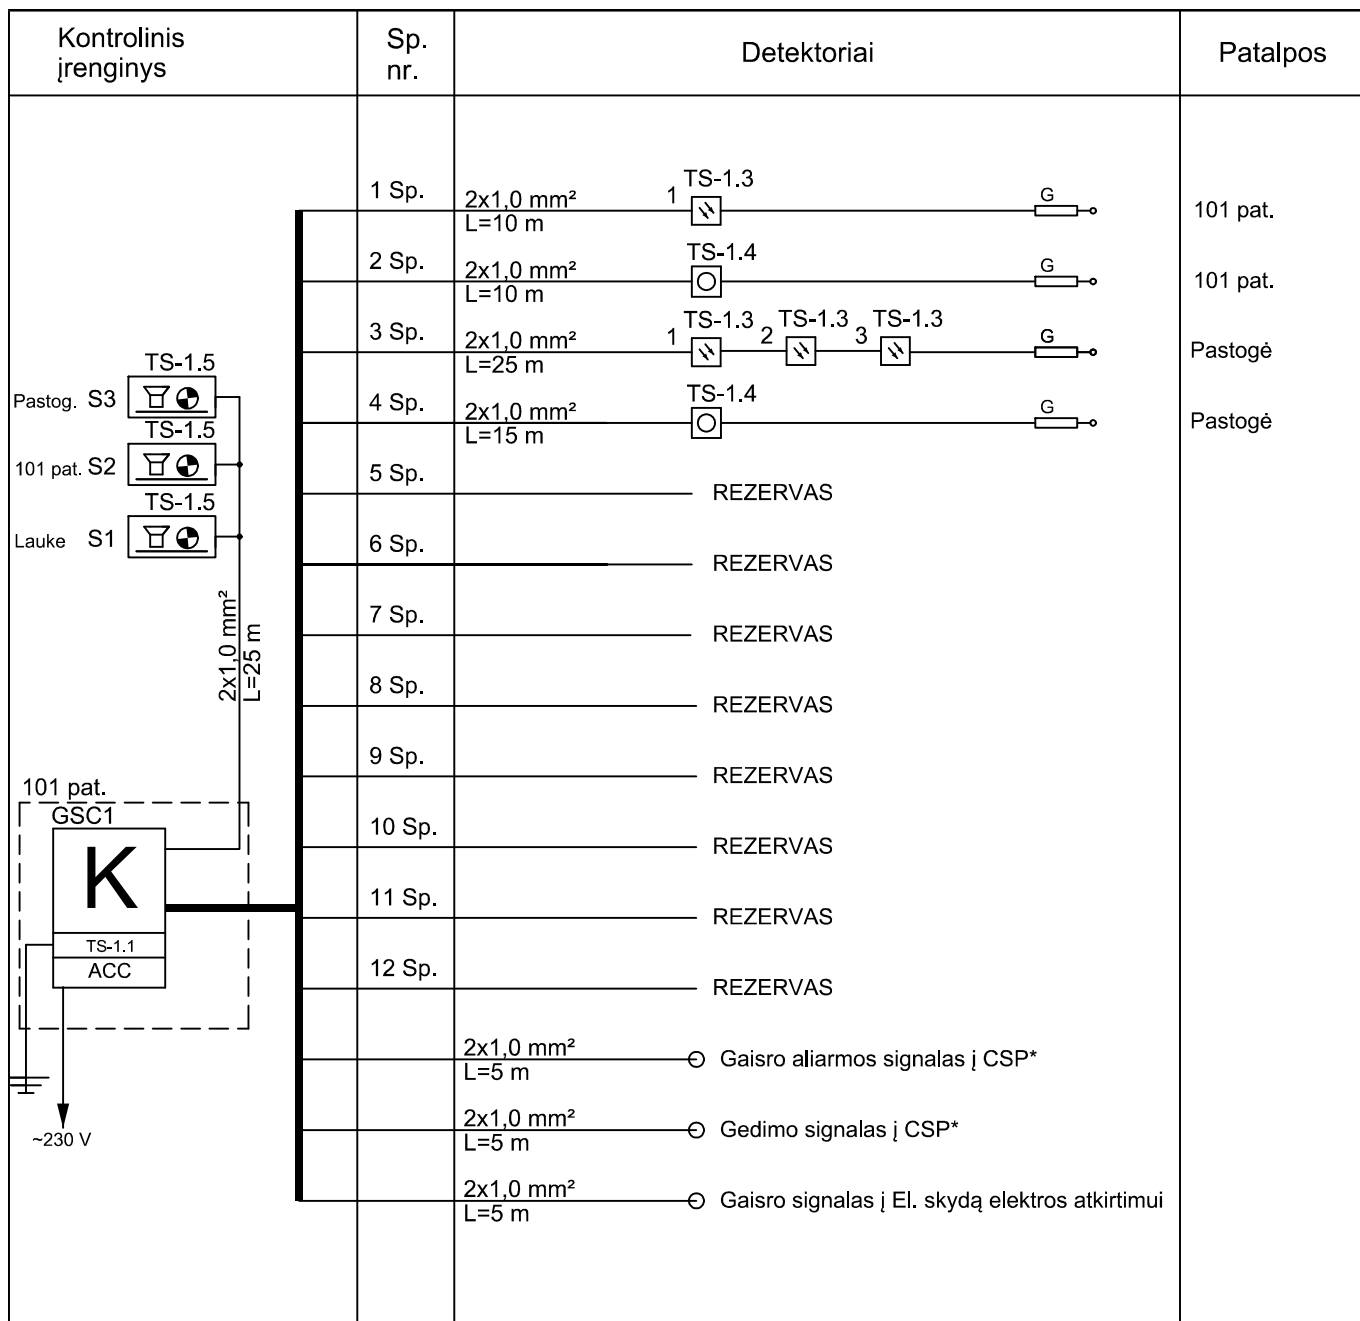 Kontrolinis
įrenginys
Sp.
nr.
Detektoriai
Patalpos
1 Sp.
2x1,0 mm²
L=10 m
1
TS-1.3
G
101 pat.
2 Sp.
2x1,0 mm²
L=10 m
TS-1.4
G
101 pat.
3 Sp.
2x1,0 mm²
L=25 m
1
TS-1.3
2
TS-1.3
3
TS-1.3
G
Pastogė
4 Sp.
2x1,0 mm²
L=15 m
TS-1.4
G
Pastogė
5 Sp.
REZERVAS
6 Sp.
REZERVAS
7 Sp.
REZERVAS
8 Sp.
REZERVAS
9 Sp.
REZERVAS
10 Sp.
REZERVAS
11 Sp.
REZERVAS
12 Sp.
REZERVAS
2x1,0 mm²
L=5 m
Gaisro aliarmos signalas į CSP*
2x1,0 mm²
L=5 m
Gedimo signalas į CSP*
2x1,0 mm²
L=5 m
Gaisro signalas į El. skydą elektros atkirtimui
TS-1.5
Pastog. S3
TS-1.5
101 pat. S2
TS-1.5
Lauke S1
2x1,0 mm²
L=25 m
101 pat.
GSC1
K
TS-1.1
ACC
~230 V